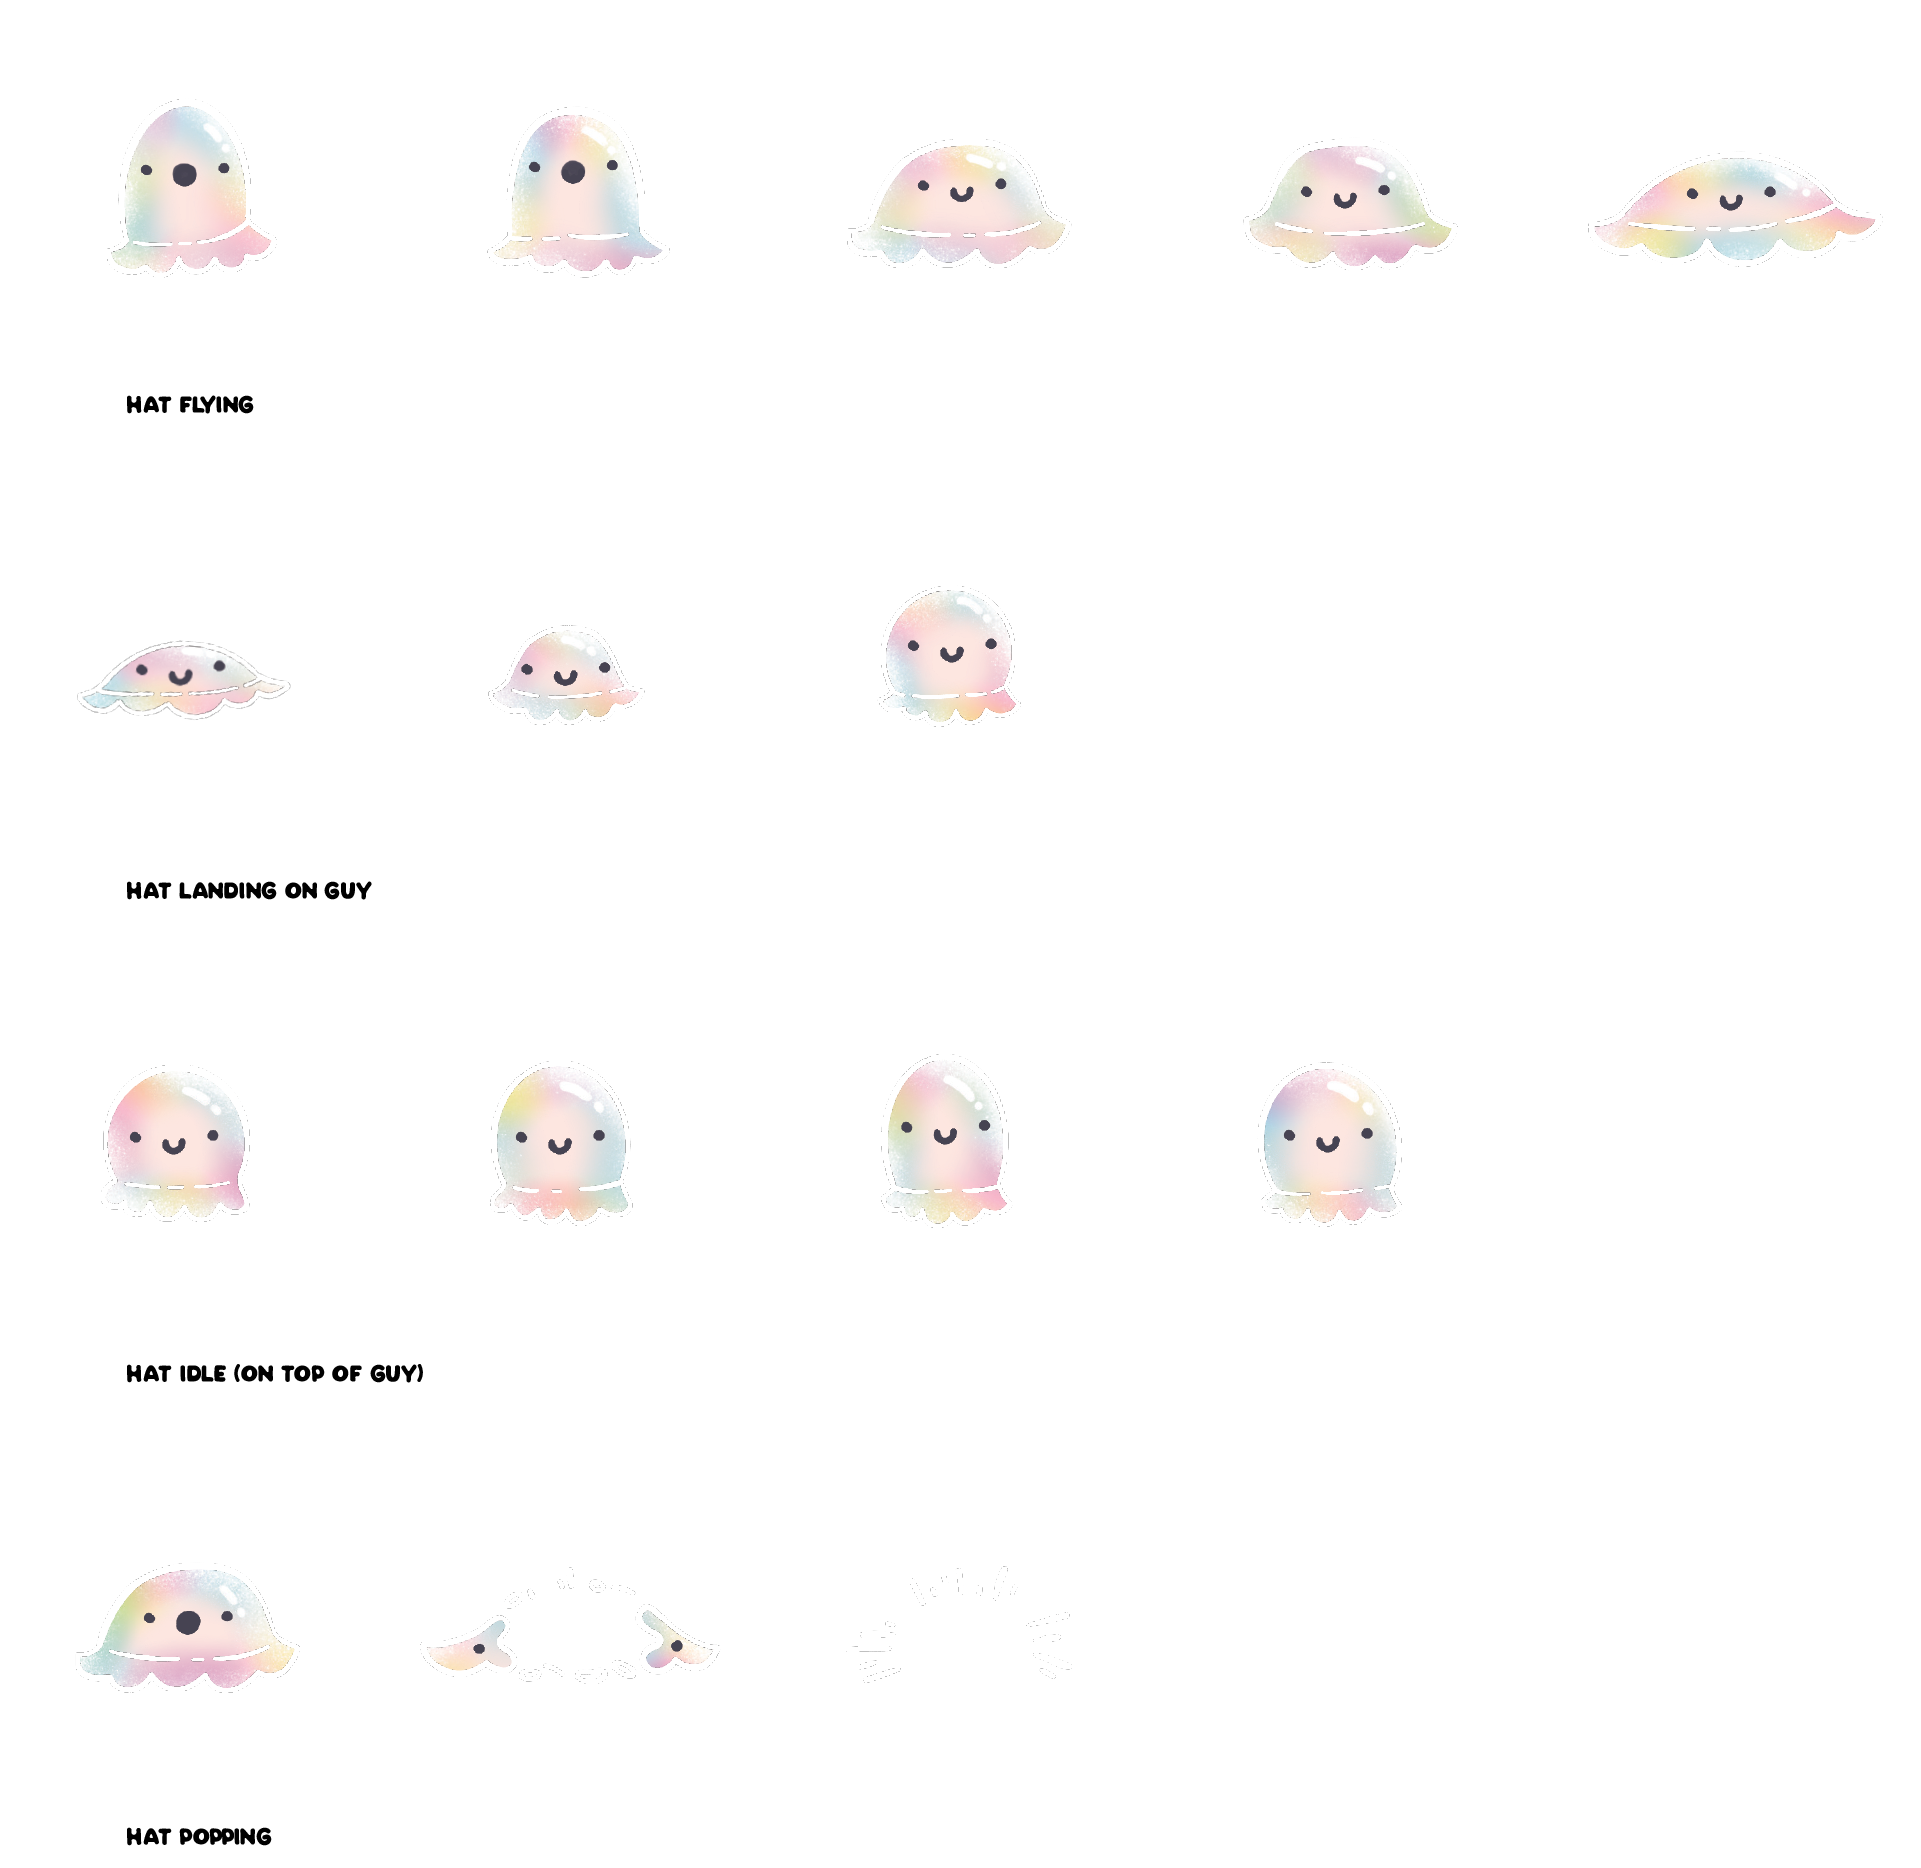 HAT FLYING
HAT LANDING ON GUY
HAT IDLE (ON TOP OF GUY)
HAT POPPING